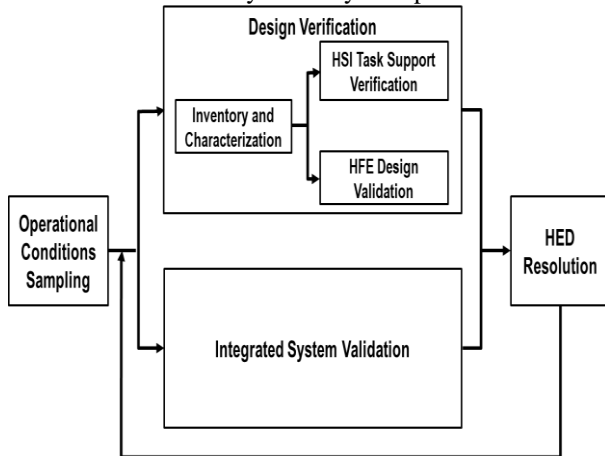 Design Verification
HSI Task Support
Verification
Inventory and
Characterization
HFE Design
Validation
Operational
Conditions
Sampling
HED
Resolution
Integrated System Validation